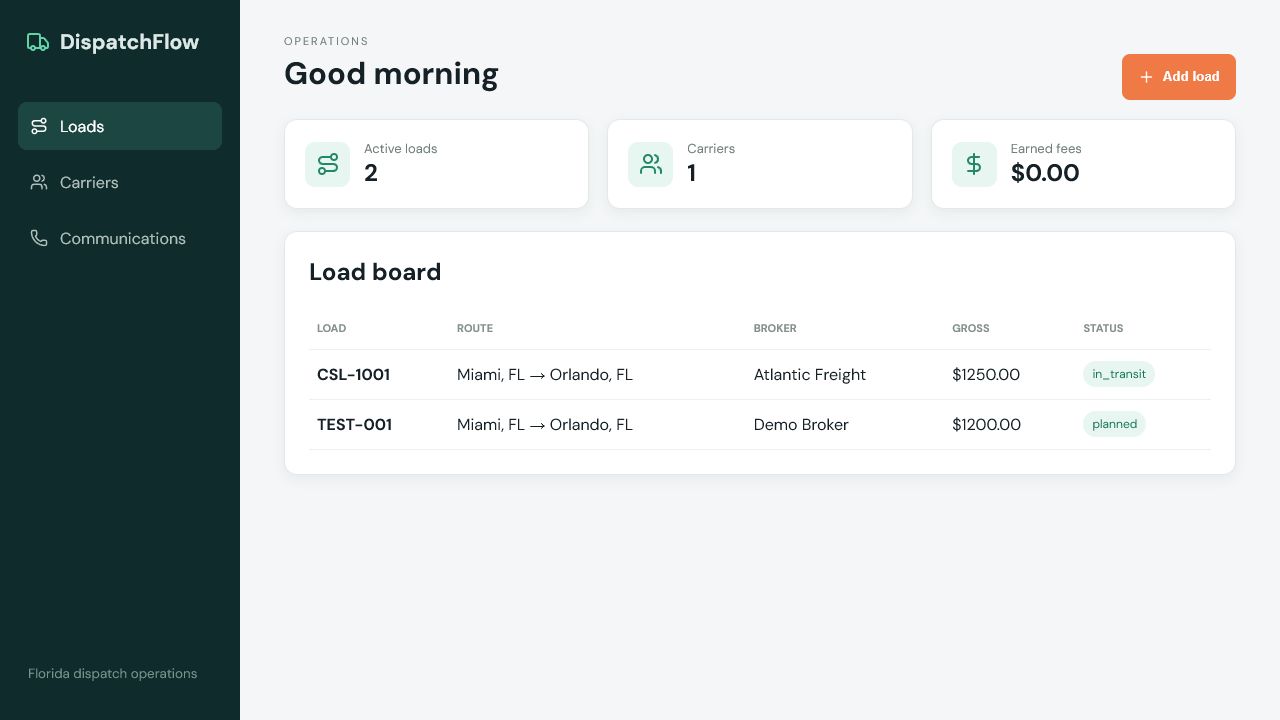 DispatchFlow
Loads
Carriers
Communications
Florida dispatch operations
OPERATIONS
Good morning
Add load
Active loads
2
Carriers
1
Earned fees
$0.00
Load board
LOAD ROUTE BROKER GROSS STATUS
CSL-1001 Miami, FL → Orlando, FL Atlantic Freight $1250.00 in_transit
TEST-001 Miami, FL → Orlando, FL Demo Broker $1200.00 planned